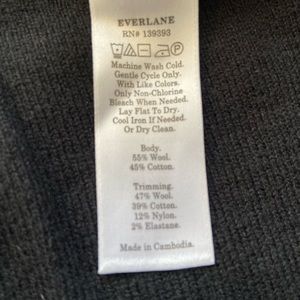 EVERLANE
RN# 139393
Machine Wash Cold.
Gentle Cycle Only.
With Like Colors.
Only Non-Chlorine
Bleach When Needed.
Lay Flat To Dry.
Cool Iron If Needed.
Or Dry Clean.
Body.
55% Wool.
45% Cotton.
Trimming.
47% Wool.
39% Cotton.
12% Nylon.
2% Elastane.
Made in Cambodia.